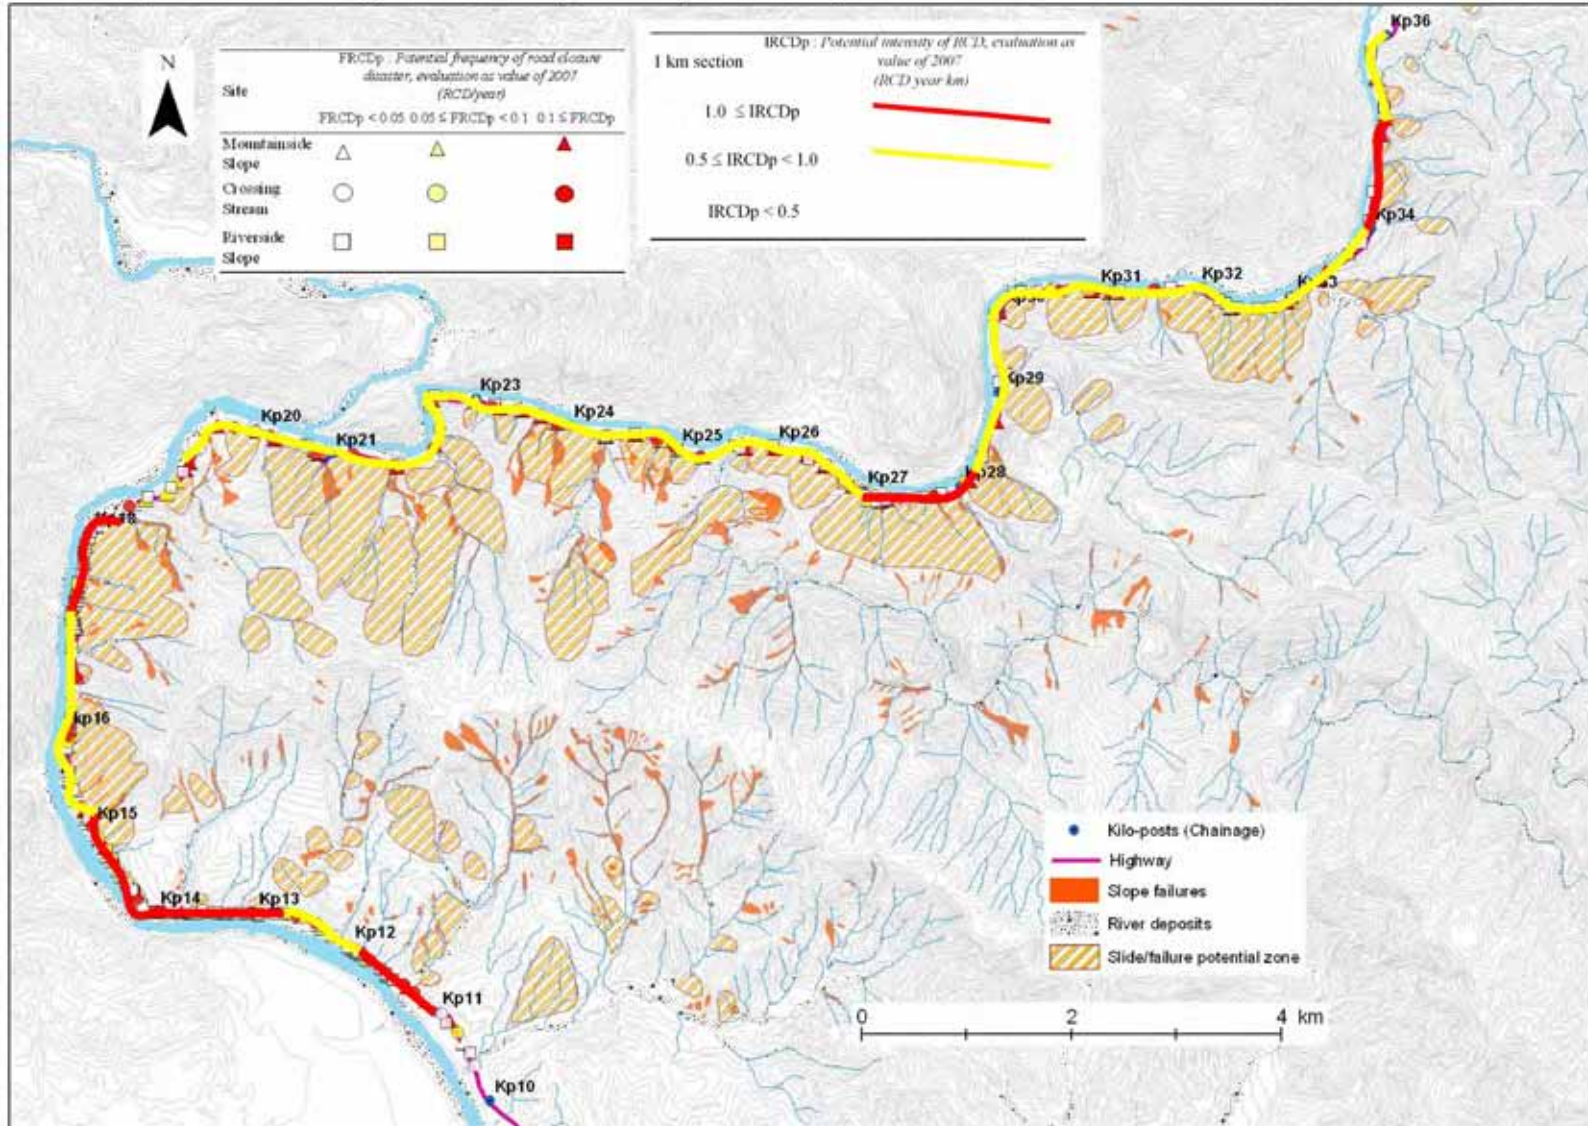 N
FRCDp : Potential frequency of road closure
disaster, evaluation as value of 2007
(RCD/year)
Site
FRCDp < 0.05 0.05 ≤ FRCDp < 0.1 0.1 ≤ FRCDp
Mountainside
Slope
Crossing
Stream
Riverside
Slope
IRCDp : Potential intensity of RCD, evaluation as
value of 2007
(RCD year km)
1 km section
1.0 ≤ IRCDp
0.5 ≤ IRCDp < 1.0
IRCDp < 0.5
Kp36
Kp34
Kp31
Kp32
Kp29
Kp28
Kp27
Kp26
Kp25
Kp24
Kp23
Kp21
Kp20
kp16
Kp15
Kp14
Kp13
Kp12
Kp11
Kp10
Kilo-posts (Chainage)
Highway
Slope failures
River deposits
Slide/failure potential zone
0 2 4 km